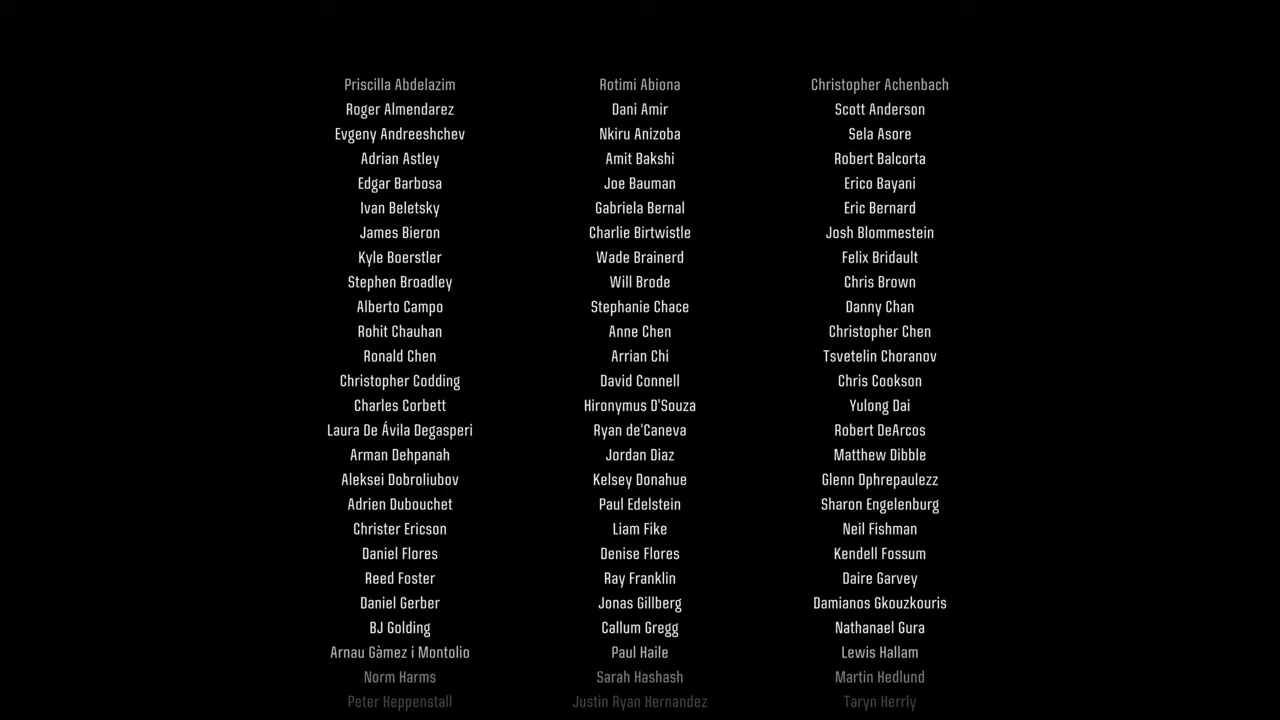 Priscilla Abdelazim Rotimi Abiona Christopher Achenbach
Roger Almendarez Dani Amir Scott Anderson
Evgeny Andreeshchev Nkiru Anizoba Sela Asore
Adrian Astley Amit Bakshi Robert Balcorta
Edgar Barbosa Joe Bauman Erico Bayani
Ivan Beletsky Gabriela Bernal Eric Bernard
James Bieron Charlie Birtwistle Josh Blommestein
Kyle Boerstler Wade Brainerd Felix Bridault
Stephen Broadley Will Brode Chris Brown
Alberto Campo Stephanie Chace Danny Chan
Rohit Chauhan Anne Chen Christopher Chen
Ronald Chen Arrian Chi Tsvetelin Choranov
Christopher Codding David Connell Chris Cookson
Charles Corbett Hironymus D'Souza Yulong Dai
Laura De Ávila Degasperi Ryan de'Caneva Robert DeArcos
Arman Dehpanah Jordan Diaz Matthew Dibble
Aleksei Dobroliubov Kelsey Donahue Glenn Dphrepaulezz
Adrien Dubouchet Paul Edelstein Sharon Engelenburg
Christer Ericson Liam Fike Neil Fishman
Daniel Flores Denise Flores Kendell Fossum
Reed Foster Ray Franklin Daire Garvey
Daniel Gerber Jonas Gillberg Damianos Gkouzkouris
BJ Golding Callum Gregg Nathanael Gura
Arnau Gàmez i Montolio Paul Haile Lewis Hallam
Norm Harms Sarah Hashash Martin Hedlund
Peter Heppenstall Justin Ryan Hernandez Taryn Herrly